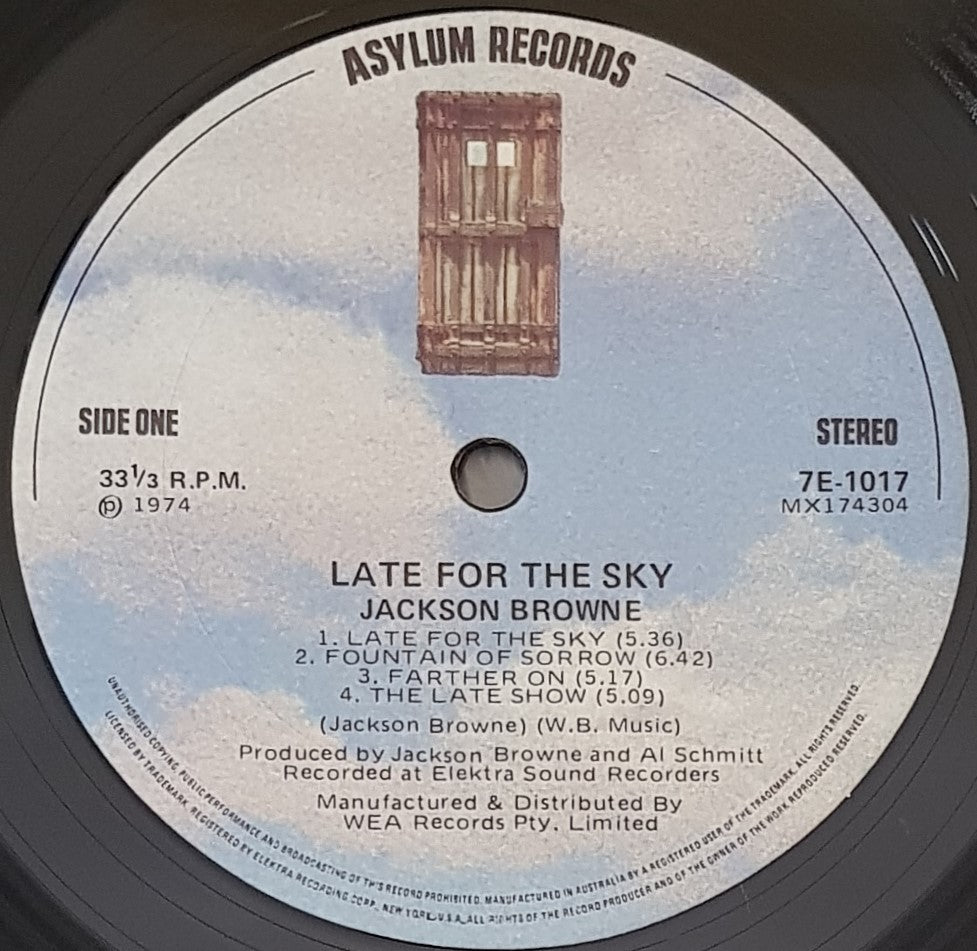 ASYLUM RECORDS
SIDE ONE
STEREO
33⅓ R.P.M.
7E-1017
℗ 1974
MX174304
LATE FOR THE SKY
JACKSON BROWNE
1. LATE FOR THE SKY (5.36)
2. FOUNTAIN OF SORROW (6.42)
3. FARTHER ON (5.17)
4. THE LATE SHOW (5.09)
(Jackson Browne) (W.B. Music)
Produced by Jackson Browne and Al Schmitt
Recorded at Elektra Sound Recorders
Manufactured & Distributed By
WEA Records Pty. Limited
UNAUTHORISED COPYING, PUBLIC PERFORMANCE AND BROADCASTING OF THIS RECORD PROHIBITED. MANUFACTURED IN AUSTRALIA BY A REGISTERED USER OF THE TRADEMARK. ALL RIGHTS RESERVED.
LICENSED BY TRADEMARK. REGISTERED BY ELEKTRA RECORDING CORP., NEW YORK, U.S.A. ALL RIGHTS OF THE RECORD PRODUCER AND OF THE OWNER OF THE WORK REPRODUCED RESERVED.